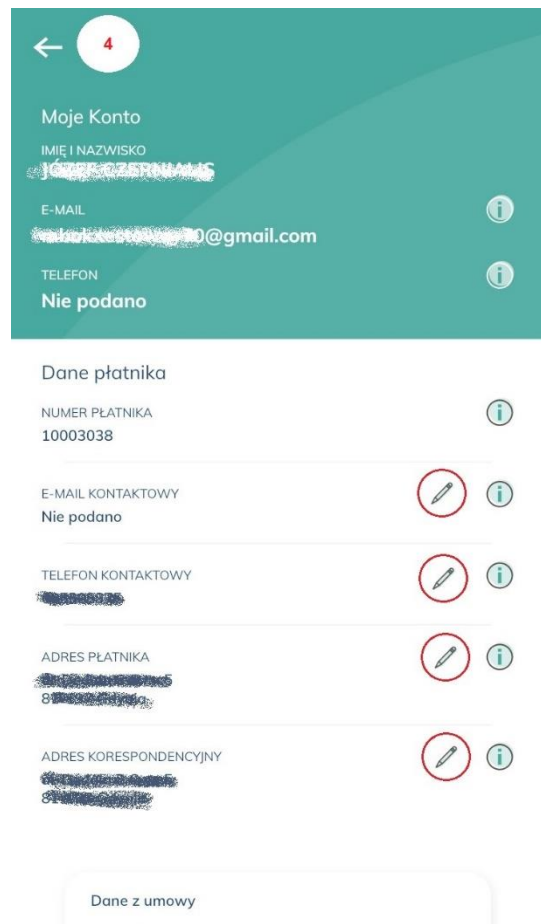 4
Moje Konto
IMIĘ I NAZWISKO
E-MAIL
@gmail.com
TELEFON
Nie podano
Dane płatnika
NUMER PŁATNIKA
10003038
E-MAIL KONTAKTOWY
Nie podano
TELEFON KONTAKTOWY
ADRES PŁATNIKA
ADRES KORESPONDENCYJNY
Dane z umowy